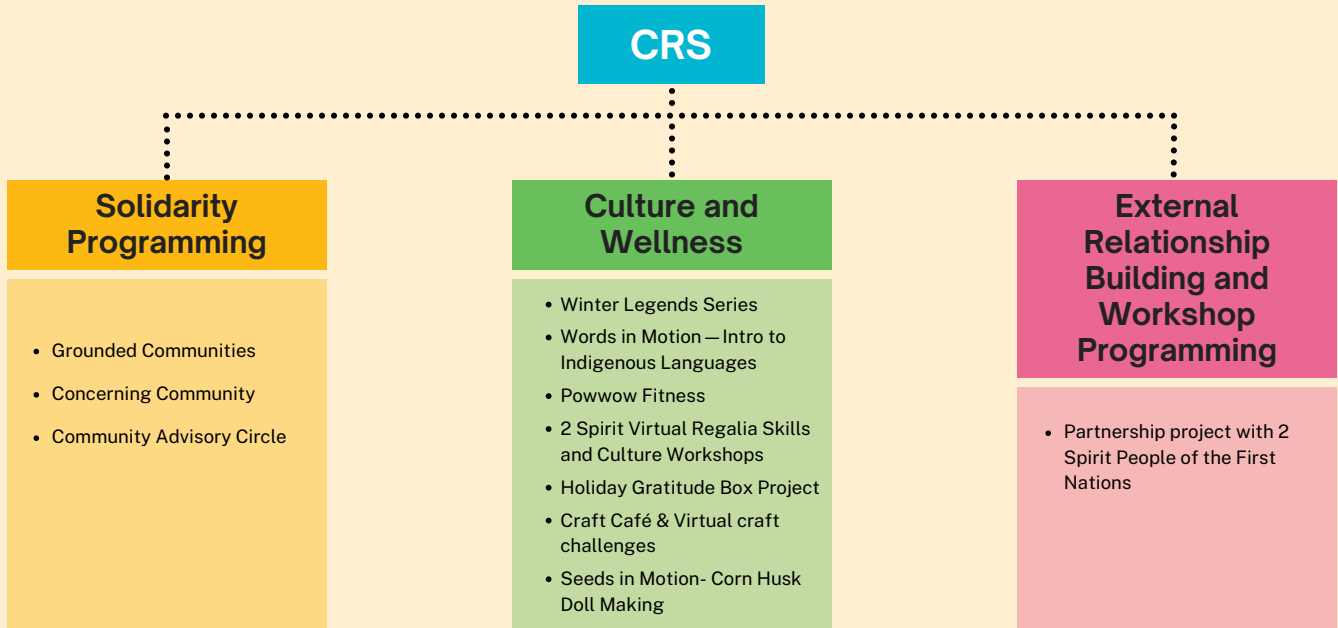 CRS
Solidarity
Programming
• Grounded Communities
• Concerning Community
• Community Advisory Circle
Culture and
Wellness
• Winter Legends Series
• Words in Motion — Intro to
Indigenous Languages
• Powwow Fitness
• 2 Spirit Virtual Regalia Skills
and Culture Workshops
• Holiday Gratitude Box Project
• Craft Café & Virtual craft
challenges
• Seeds in Motion- Corn Husk
Doll Making
External
Relationship
Building and
Workshop
Programming
• Partnership project with 2
Spirit People of the First
Nations